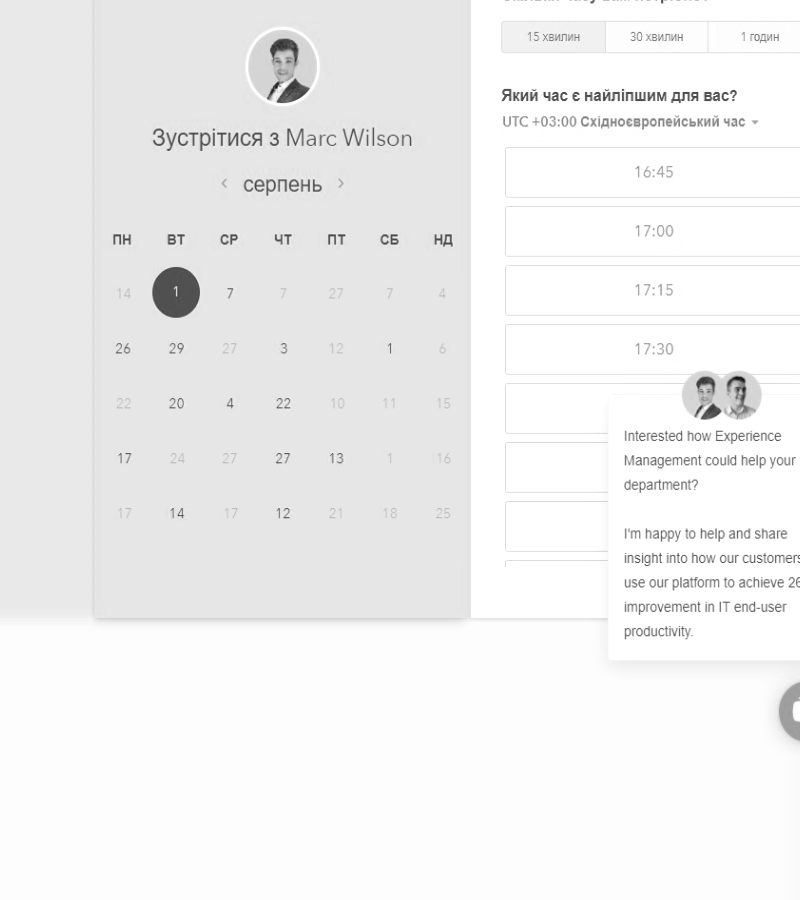 Зустрітися з Marc Wilson
серпень
ПН ВТ СР ЧТ ПТ СБ НД
14 1 7 7 27 7 4
26 29 27 3 12 1 6
22 20 4 22 10 11 15
17 24 27 27 13 1 16
17 14 17 12 21 18 25
15 хвилин 30 хвилин 1 годин
Який час є найліпшим для вас?
UTC +03:00 Східноєвропейський час
16:45
17:00
17:15
17:30
Interested how Experience
Management could help your
department?
I'm happy to help and share
insight into how our customers
use our platform to achieve 26
improvement in IT end-user
productivity.